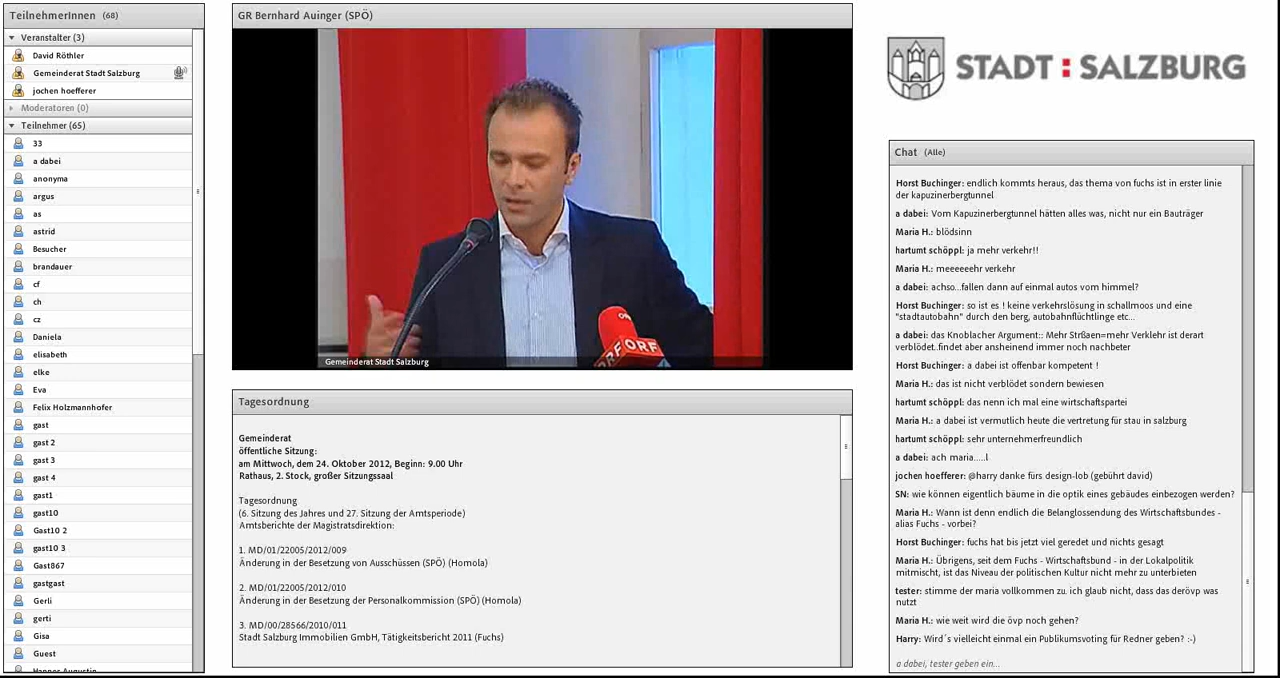 TeilnehmerInnen (68)
Veranstalter (3)
David Röthler
Gemeinderat Stadt Salzburg
jochen hoefferer
Moderatoren (0)
Teilnehmer (65)
33
a dabei
anonyma
argus
as
astrid
Besucher
brandauer
cf
ch
cz
Daniela
elisabeth
elke
Eva
Felix Holzmannhofer
gast
gast 2
gast 3
gast 4
gast1
gast10
Gast10 2
gast10 3
Gast867
gastgast
Gerli
gerti
Gisa
Guest
Hannes Augustin
GR Bernhard Auinger (SPÖ)
ORF
ORF
Gemeinderat Stadt Salzburg
Tagesordnung
Gemeinderat
öffentliche Sitzung:
am Mittwoch, dem 24. Oktober 2012, Beginn: 9.00 Uhr
Rathaus, 2. Stock, großer Sitzungssaal
Tagesordnung
(6. Sitzung des Jahres und 27. Sitzung der Amtsperiode)
Amtsberichte der Magistratsdirektion:
1. MD/01/22005/2012/009
Änderung in der Besetzung von Ausschüssen (SPÖ) (Homola)
2. MD/01/22005/2012/010
Änderung in der Besetzung der Personalkommission (SPÖ) (Homola)
3. MD/00/28566/2010/011
Stadt Salzburg Immobilien GmbH, Tätigkeitsbericht 2011 (Fuchs)
STADT : SALZBURG
Chat (Alle)
Horst Buchinger: endlich kommts heraus, das thema von fuchs ist in erster linie
der kapuzinerbergtunnel
a dabei: Vom Kapuzinerbergtunnel hätten alles was, nicht nur ein Bauträger
Maria H.: blödsinn
hartumt schöppl: ja mehr verkehr!!
Maria H.: meeeeeehr verkehr
a dabei: achso...fallen dann auf einmal autos vom himmel?
Horst Buchinger: so ist es ! keine verkehrslösung in schallmoos und eine
"stadtautobahn" durch den berg, autobahnflüchtlinge etc...
a dabei: das Knoblacher Argument:: Mehr Strßaen=mehr Verklehr ist derart
verblödet..findet aber ansheinend immer noch nachbeter
Horst Buchinger: a dabei ist offenbar kompetent !
Maria H.: das ist nicht verblödet sondern bewiesen
hartumt schöppl: das nenn ich mal eine wirtschaftspartei
Maria H.: a dabei ist vermutlich heute die vertretung für stau in salzburg
hartumt schöppl: sehr unternehmerfreundlich
a dabei: ach maria.....l
jochen hoefferer: @harry danke fürs design-lob (gebührt david)
SN: wie können eigentlich bäume in die optik eines gebäudes einbezogen werden?
Maria H.: Wann ist denn endlich die Belanglossendung des Wirtschaftsbundes -
alias Fuchs - vorbei?
Horst Buchinger: fuchs hat bis jetzt viel geredet und nichts gesagt
Maria H.: Übrigens, seit dem Fuchs - Wirtschaftsbund - in der Lokalpolitik
mitmischt, ist das Niveau der politischen Kultur nicht mehr zu unterbieten
tester: stimme der maria vollkommen zu. ich glaub nicht, dass das derövp was
nutzt
Maria H.: wie weit wird die övp noch gehen?
Harry: Wird´s vielleicht einmal ein Publikumsvoting für Redner geben? :-)
a dabei, tester geben ein...